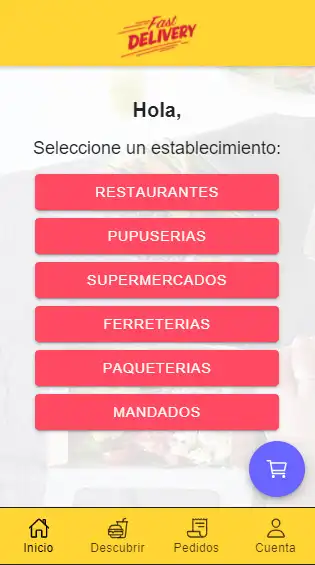 Fast
DELIVERY
Hola,
Seleccione un establecimiento:
RESTAURANTES
PUPUSERIAS
SUPERMERCADOS
FERRETERIAS
PAQUETERIAS
MANDADOS
Inicio
Descubrir
Pedidos
Cuenta